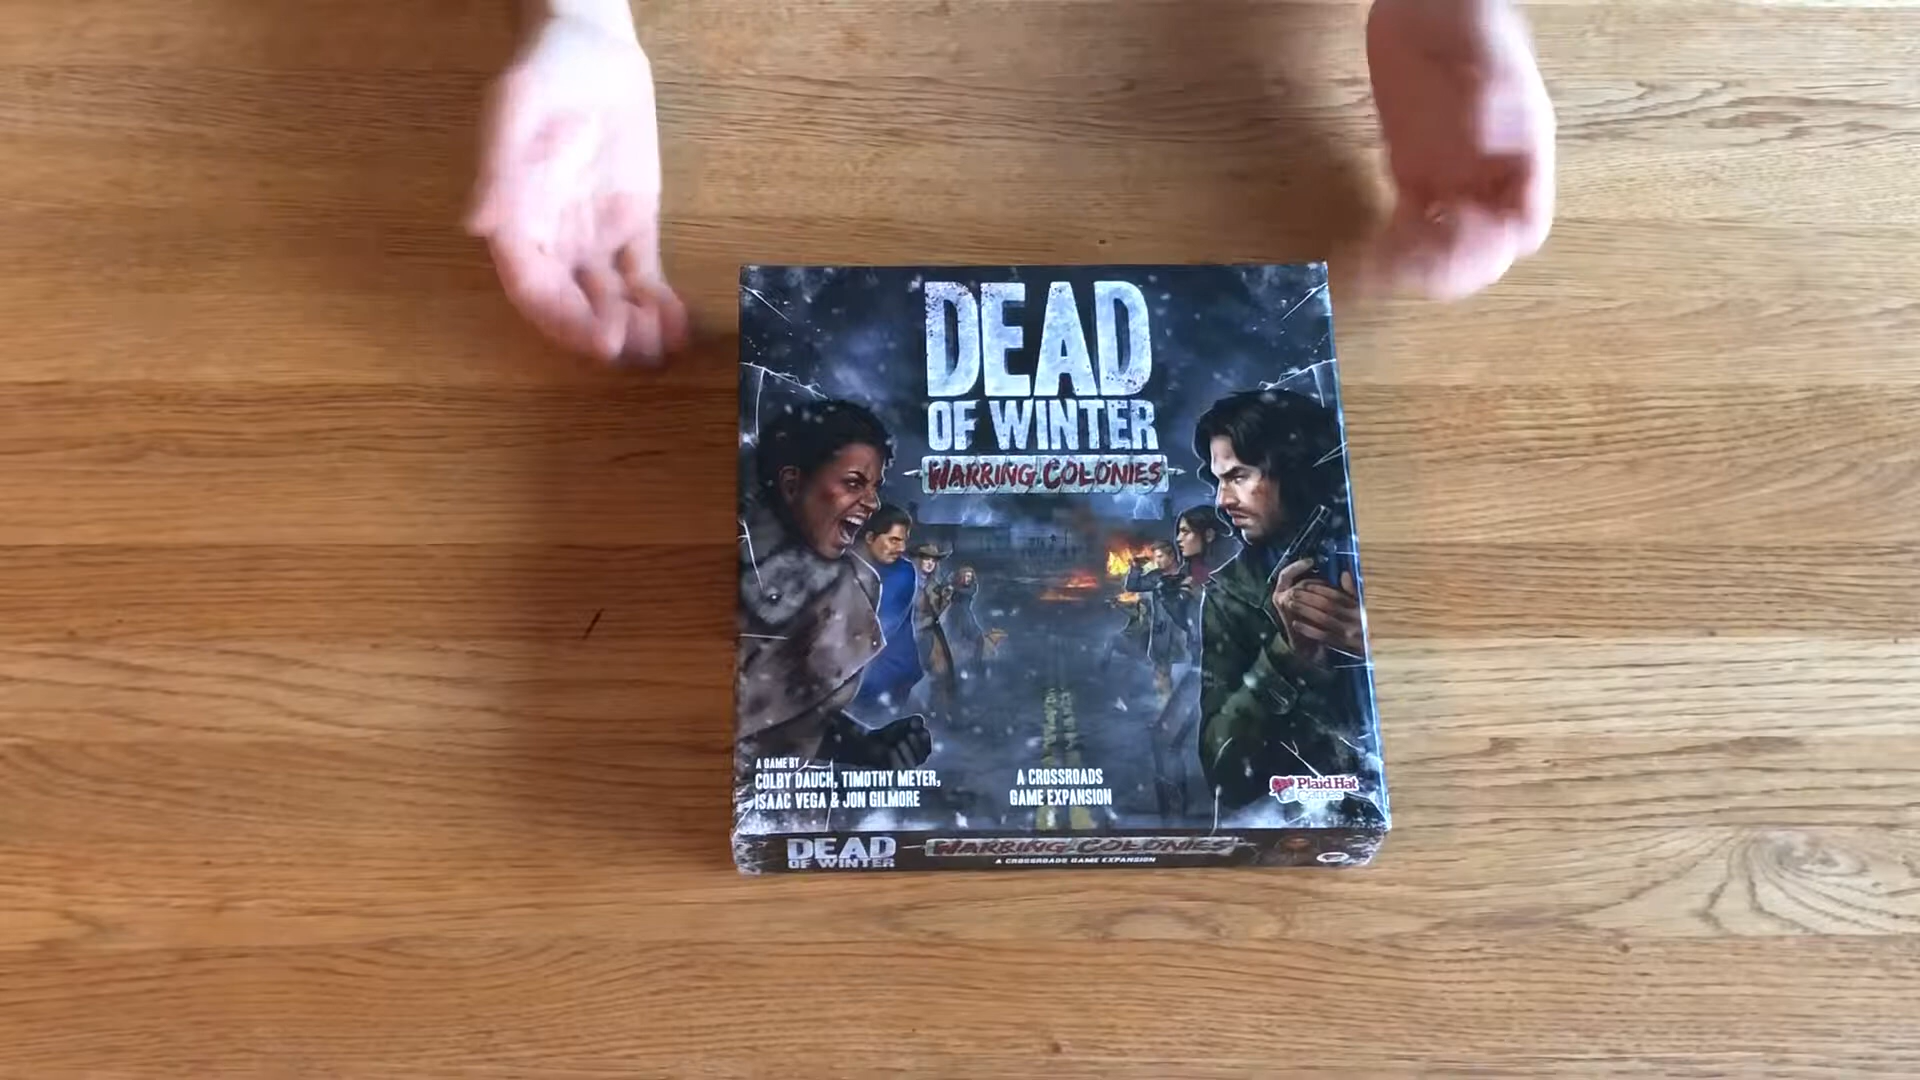 DEAD
OF WINTER
WARRING COLONIES
A GAME BY
COLBY DAUCH, TIMOTHY MEYER,
ISAAC VEGA & JON GILMORE
A CROSSROADS
GAME EXPANSION
Plaid Hat
Games
DEAD
OF WINTER
WARRING COLONIES
A CROSSROADS GAME EXPANSION